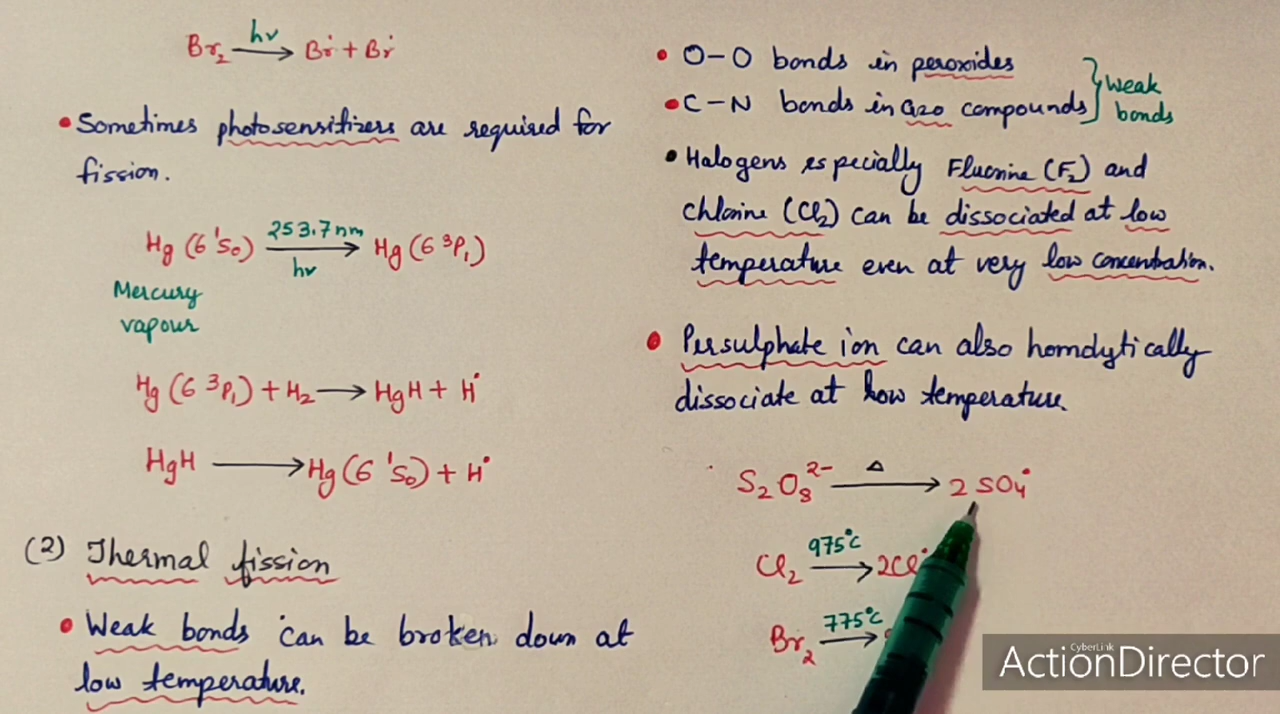 Br₂ —hν→ Ḃr + Ḃr
• Sometimes photosensitizers are required for
fission.
Hg (6 ¹S₀) —253.7nm / hν→ Hg (6 ³P₁)
Mercury
vapour
Hg (6 ³P₁) + H₂ → HgH + H•
HgH → Hg (6 ¹S₀) + H•
(2) Thermal fission
• Weak bonds can be broken down at
low temperature.
• O–O bonds in peroxides
• C–N bonds in azo compounds } Weak bonds
• Halogens especially Fluorine (F₂) and
chlorine (Cl₂) can be dissociated at low
temperature even at very low concentration.
• Persulphate ion can also homolytically
dissociate at low temperature.
S₂O₈²⁻ —Δ→ 2 SO₄•
Cl₂ —975°C→ 2Cl•
Br₂ —775°C→
CyberLink
ActionDirector